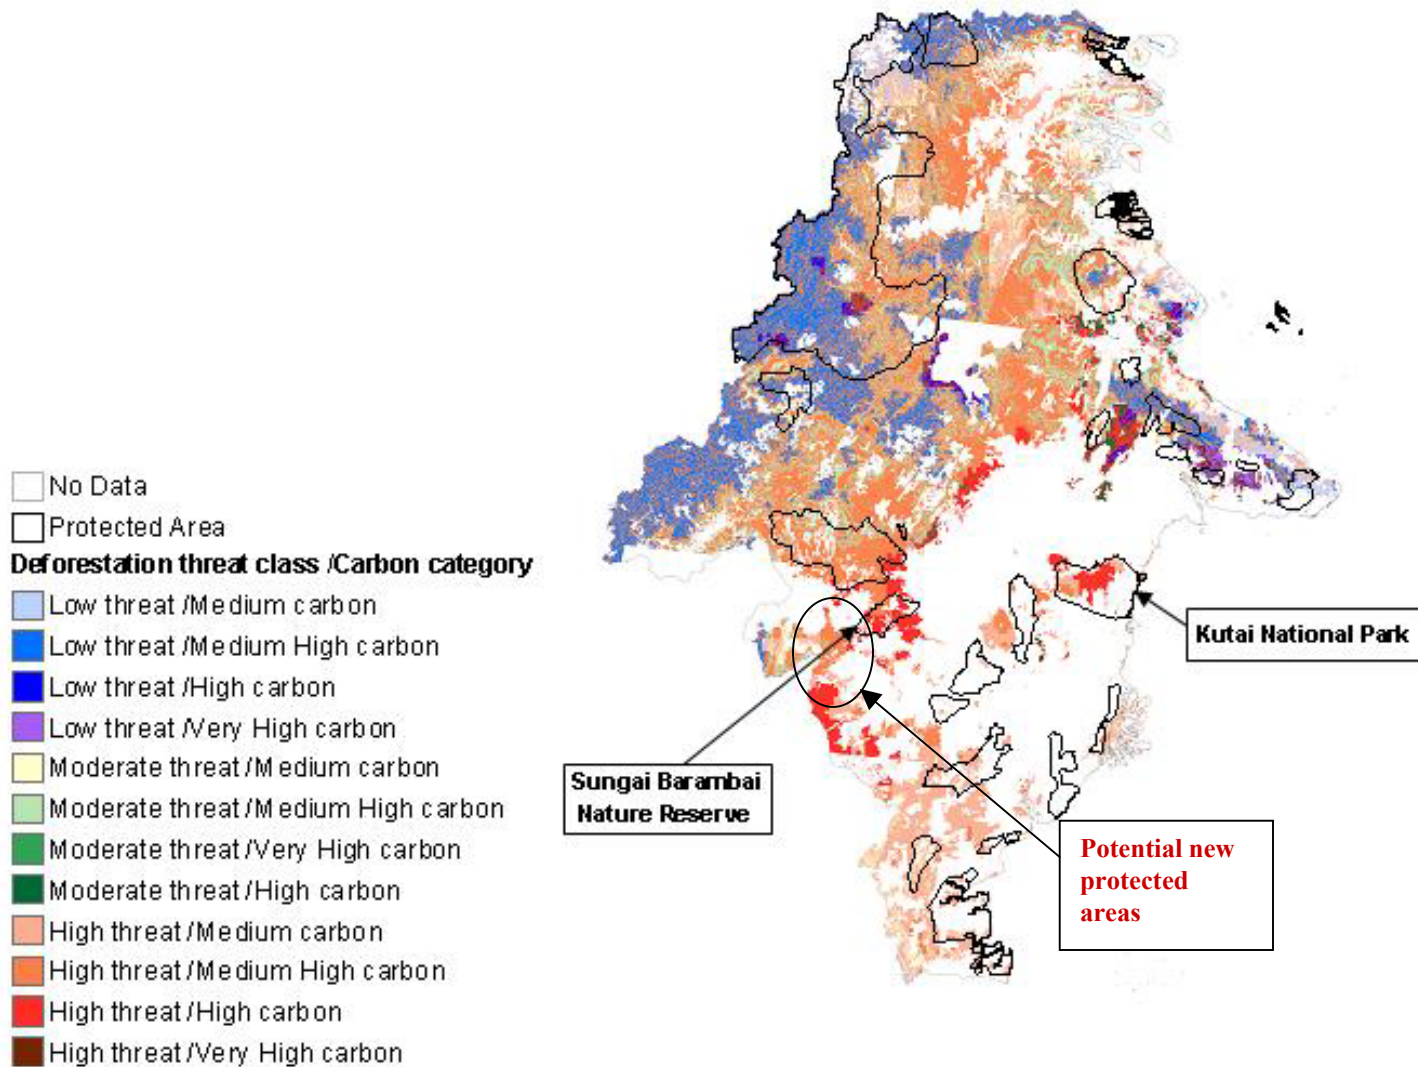 No Data
Protected Area
Deforestation threat class /Carbon category
Low threat /Medium carbon
Low threat /Medium High carbon
Low threat /High carbon
Low threat /Very High carbon
Moderate threat /Medium carbon
Moderate threat /Medium High carbon
Moderate threat /Very High carbon
Moderate threat /High carbon
High threat /Medium carbon
High threat /Medium High carbon
High threat /High carbon
High threat /Very High carbon
Kutai National Park
Sungai Barambai
Nature Reserve
Potential new
protected
areas